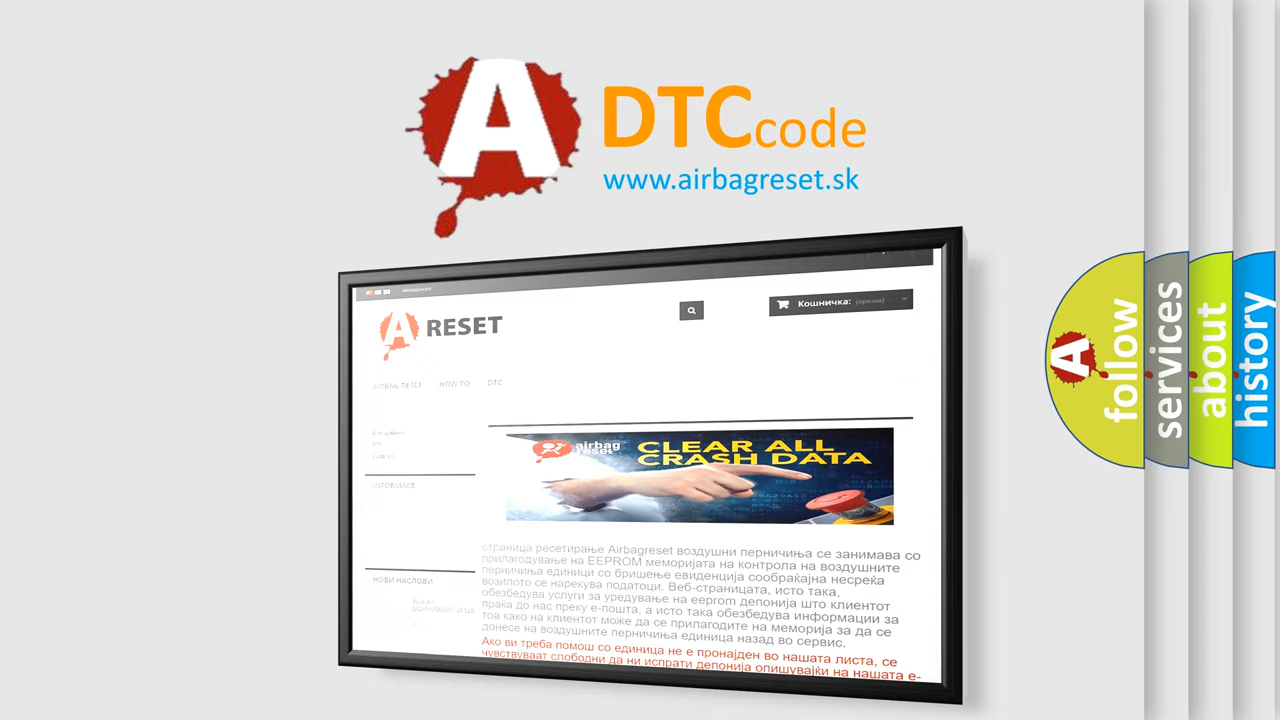 A DTC code
www.airbagreset.sk
Кошничка: (празна)
A RESET
AIRBAG RESET HOW TO DTC
airbag reset CLEAR ALL CRASH DATA
INFORMACE
страница ресетирање Airbagreset воздушни перничиња се занимава со
прилагодување на EEPROM меморијата на контрола на воздушните
перничиња единици со бришење евиденција сообраќајна несреќа
возилото се нарекува податоци. Веб-страницата, исто така,
обезбедува услуги за уредување на eeprom депонија што клиентот
праќа до нас преку е-пошта, а исто така обезбедува информации за
тоа како на клиентот може да се прилагодите на меморија за да се
донесе на воздушните перничиња единица назад во сервис.
НОВИ НАСЛОВИ
Ако ви треба помош со единица не е пронајден во нашата листа, се
чувствуваат слободни да ни испрати депонија опишувајќи на нашата е-
A follow
services
about
history